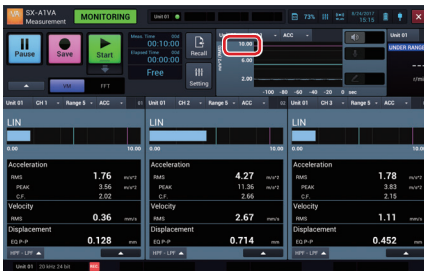 SX-A1VA
Measurement
MONITORING
Unit 01
73%
9/14/2017
15:15
Pause
Save
Start
Meas. Time
00:10:00
Elapsed Time
00:00:00
Free
Recall
Setting
VM
FFT
ACC
10.00
6.00
2.00
-100 -80 -60 -40 -20 0 sec
Unit 01
UNDER RANGE
Unit 01 CH 1 Range 5 ACC 01
LIN
0.00 10.00
Acceleration
RMS 1.76 m/s^2
PEAK 3.56 m/s^2
C.F. 2.02
Velocity
RMS 0.36 mm/s
Displacement
EQ P-P 0.128 mm
HPF - LPF
Unit 01 CH 2 Range 5 ACC 02
LIN
0.00 10.00
Acceleration
RMS 4.27 m/s^2
PEAK 11.36 m/s^2
C.F. 2.66
Velocity
RMS 2.67 mm/s
Displacement
EQ P-P 0.714 mm
HPF - LPF
Unit 01 CH 3 Range 5 ACC 03
LIN
0.00 10.00
Acceleration
RMS 1.78 m/s^2
PEAK 3.83 m/s^2
C.F. 2.15
Velocity
RMS 1.11 mm/s
Displacement
EQ P-P 0.452 mm
HPF - LPF
Unit 01 20 kHz 24 bit REC